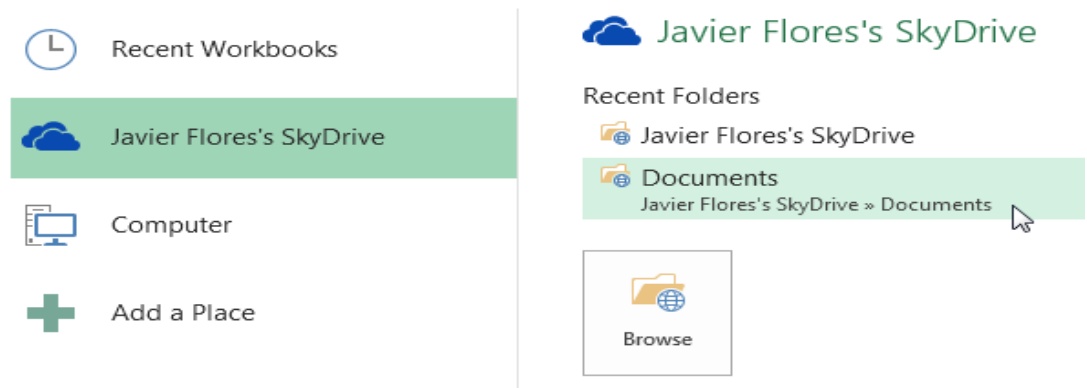 Recent Workbooks
Javier Flores's SkyDrive
Computer
Add a Place
Javier Flores's SkyDrive
Recent Folders
Javier Flores's SkyDrive
Documents
Javier Flores's SkyDrive » Documents
Browse